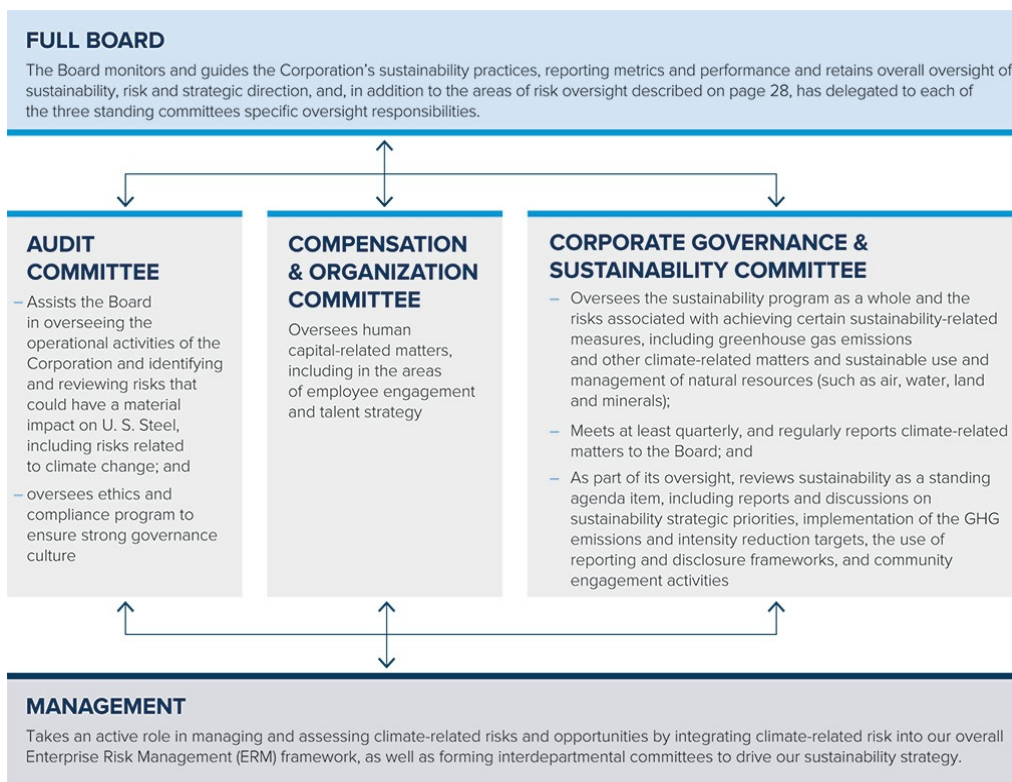 FULL BOARD
The Board monitors and guides the Corporation's sustainability practices, reporting metrics and performance and retains overall oversight of
sustainability, risk and strategic direction, and, in addition to the areas of risk oversight described on page 28, has delegated to each of
the three standing committees specific oversight responsibilities.
AUDIT
COMMITTEE
– Assists the Board
in overseeing the
operational activities of the
Corporation and identifying
and reviewing risks that
could have a material
impact on U. S. Steel,
including risks related
to climate change; and
– oversees ethics and
compliance program to
ensure strong governance
culture
COMPENSATION
& ORGANIZATION
COMMITTEE
Oversees human
capital-related matters,
including in the areas
of employee engagement
and talent strategy
CORPORATE GOVERNANCE &
SUSTAINABILITY COMMITTEE
– Oversees the sustainability program as a whole and the
risks associated with achieving certain sustainability-related
measures, including greenhouse gas emissions
and other climate-related matters and sustainable use and
management of natural resources (such as air, water, land
and minerals);
– Meets at least quarterly, and regularly reports climate-related
matters to the Board; and
– As part of its oversight, reviews sustainability as a standing
agenda item, including reports and discussions on
sustainability strategic priorities, implementation of the GHG
emissions and intensity reduction targets, the use of
reporting and disclosure frameworks, and community
engagement activities
MANAGEMENT
Takes an active role in managing and assessing climate-related risks and opportunities by integrating climate-related risk into our overall
Enterprise Risk Management (ERM) framework, as well as forming interdepartmental committees to drive our sustainability strategy.